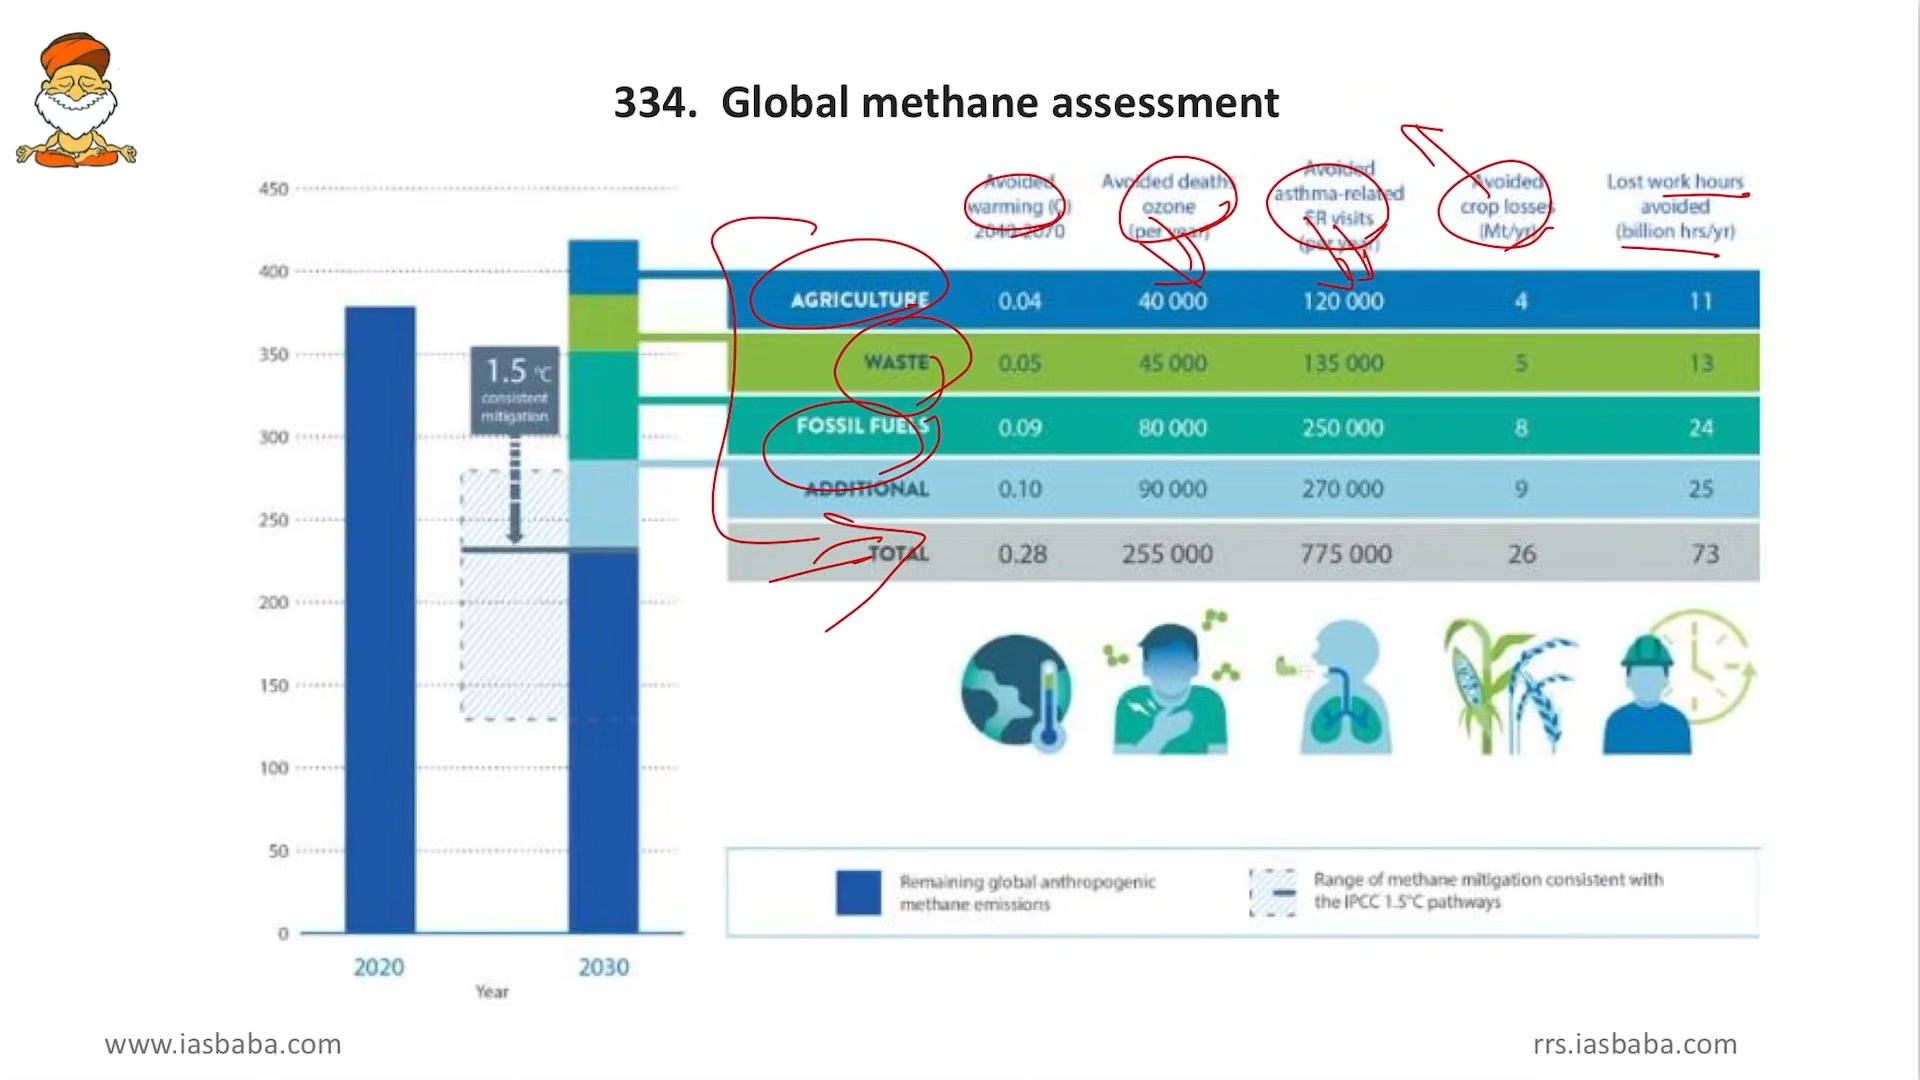 334. Global methane assessment
Avoided
warming (C)
2040-2070
Avoided deaths
ozone
(per year)
Avoided
asthma-related
ER visits
(per year)
Avoided
crop losses
(Mt/yr)
Lost work hours
avoided
(billion hrs/yr)
450
400
350
300
250
200
150
100
50
0
1.5 °C
consistent
mitigation
AGRICULTURE 0.04 40 000 120 000 4 11
WASTE 0.05 45 000 135 000 5 13
FOSSIL FUELS 0.09 80 000 250 000 8 24
ADDITIONAL 0.10 90 000 270 000 9 25
TOTAL 0.28 255 000 775 000 26 73
2020 2030
Year
Remaining global anthropogenic
methane emissions
Range of methane mitigation consistent with
the IPCC 1.5°C pathways
www.iasbaba.com
rrs.iasbaba.com